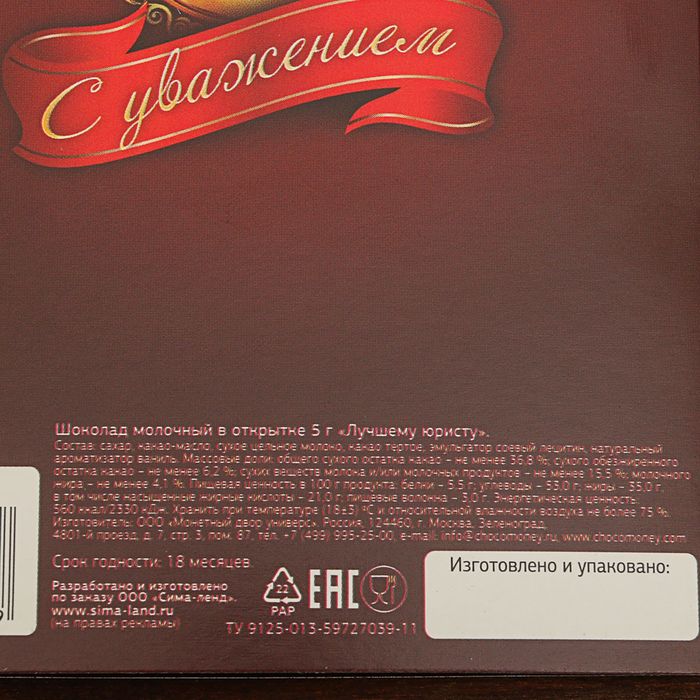 С уважением
Шоколад молочный в открытке 5 г «Лучшему юристу».
Состав: сахар, какао-масло, сухое цельное молоко, какао тертое, эмульгатор соевый лецитин, натуральный
ароматизатор ваниль. Массовые доли: общего сухого остатка какао – не менее 36,8 %; сухого обезжиренного
остатка какао – не менее 6,2 %; сухих веществ молока и/или молочных продуктов – не менее 13,5 %; молочного
жира, – не менее 4,1 %. Пищевая ценность в 100 г продукта: белки – 5,5 г; углеводы – 53,0 г; жиры – 35,0 г,
в том числе насыщенные жирные кислоты – 21,0 г; пищевые волокна – 3,0 г. Энергетическая ценность:
560 ккал/2330 кДж. Хранить при температуре (18±3) °С и относительной влажности воздуха не более 75 %.
Изготовитель: ООО «Монетный двор универс». Россия, 124460, г. Москва, Зеленоград,
4801-й проезд, д. 7, стр. 3, пом. 87, тел. +7 (499) 995-25-00, e-mail: info@chocomoney.ru, www.chocomoney.com
Срок годности: 18 месяцев.
Разработано и изготовлено
по заказу ООО «Сима-ленд».
www.sima-land.ru
(на правах рекламы)
22
PAP
EAC
ТУ 9125-013-59727039-11
Изготовлено и упаковано:
9